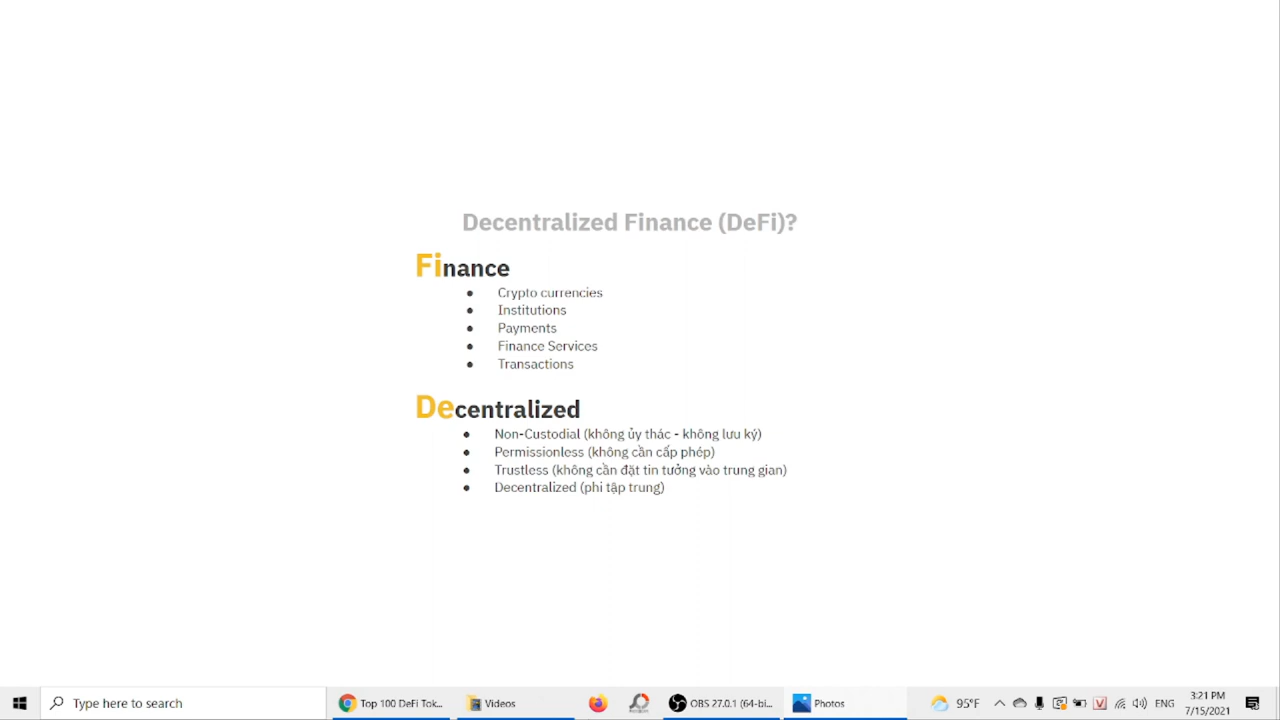 Decentralized Finance (DeFi)?
Finance
● Crypto currencies
● Institutions
● Payments
● Finance Services
● Transactions
Decentralized
● Non-Custodial (không ủy thác - không lưu ký)
● Permissionless (không cần cấp phép)
● Trustless (không cần đặt tin tưởng vào trung gian)
● Decentralized (phi tập trung)
Type here to search
Top 100 DeFi Tok...
Videos
OBS 27.0.1 (64-bi...
Photos
95°F
V
ENG
3:21 PM
7/15/2021